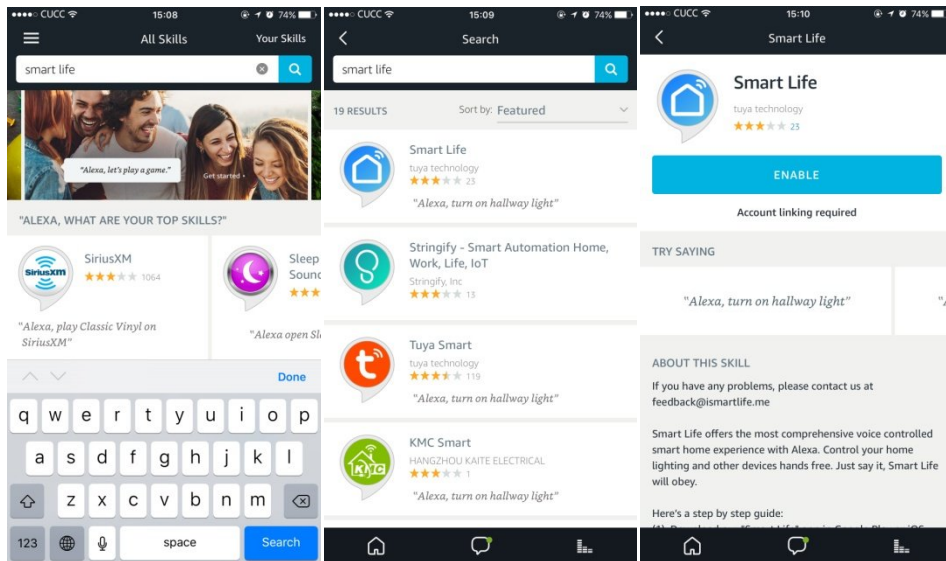 CUCC 15:08 74%
All Skills Your Skills
smart life
"Alexa, let's play a game."
Get started
"ALEXA, WHAT ARE YOUR TOP SKILLS?"
SiriusXM
SiriusXM
1064
"Alexa, play Classic Vinyl on
SiriusXM"
Sleep
Sound
"Alexa open Sl
Done
q w e r t y u i o p
a s d f g h j k l
z x c v b n m
123 space Search
CUCC 15:09 74%
Search
smart life
19 RESULTS Sort by: Featured
Smart Life
tuya technology
23
"Alexa, turn on hallway light"
Stringify - Smart Automation Home,
Work, Life, IoT
Stringify, Inc
13
Tuya Smart
tuya technology
119
"Alexa, turn on hallway light"
KMC Smart
KMC
HANGZHOU KAITE ELECTRICAL
1
"Alexa, turn on hallway light"
CUCC 15:10 74%
Smart Life
Smart Life
tuya technology
23
ENABLE
Account linking required
TRY SAYING
"Alexa, turn on hallway light"
ABOUT THIS SKILL
If you have any problems, please contact us at
feedback@ismartlife.me
Smart Life offers the most comprehensive voice controlled
smart home experience with Alexa. Control your home
lighting and other devices hands free. Just say it, Smart Life
will obey.
Here's a step by step guide: